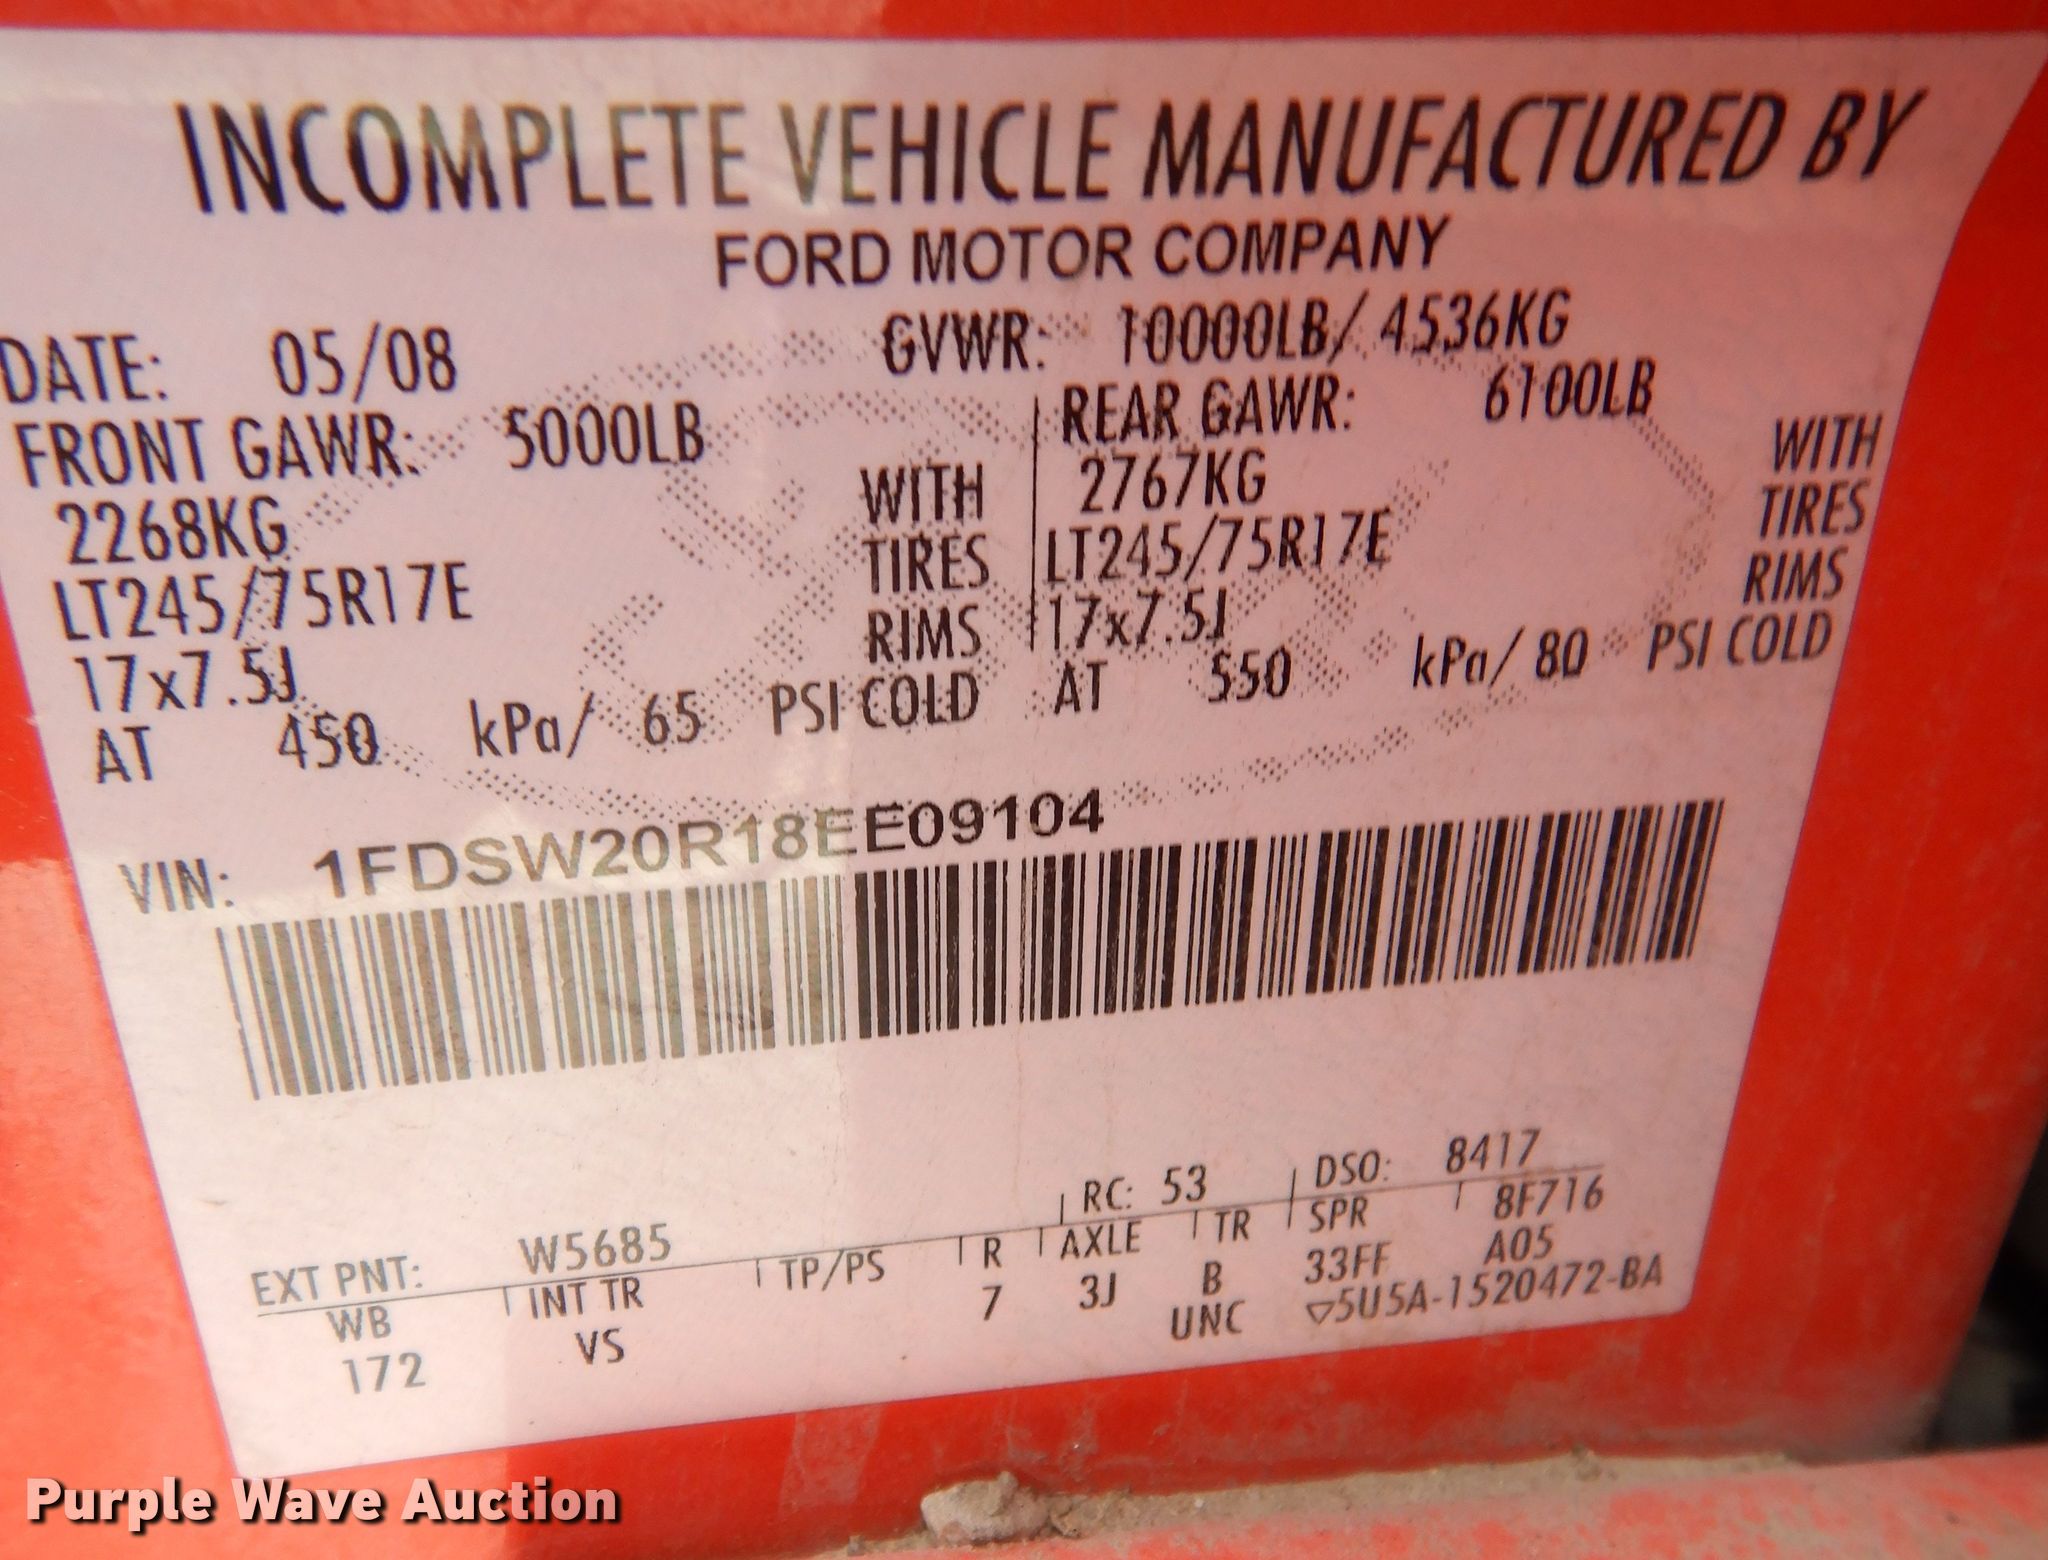 INCOMPLETE VEHICLE MANUFACTURED BY
FORD MOTOR COMPANY
DATE: 05/08 GVWR: 10000LB/ 4536KG
FRONT GAWR: 5000LB REAR GAWR: 6100LB
2268KG WITH 2767KG WITH
LT245/75R17E TIRES LT245/75R17E TIRES
17x7.5J RIMS 17x7.5J RIMS
AT 450 kPa/ 65 PSI COLD AT 550 kPa/ 80 PSI COLD
VIN: 1FDSW20R18EE09104
EXT PNT: W5685 RC: 53 DSO: 8417
WB INT TR TP/PS R AXLE TR SPR 8F716
172 VS 7 3J B 33FF A05
UNC ▽5U5A-1520472-BA
Purple Wave Auction